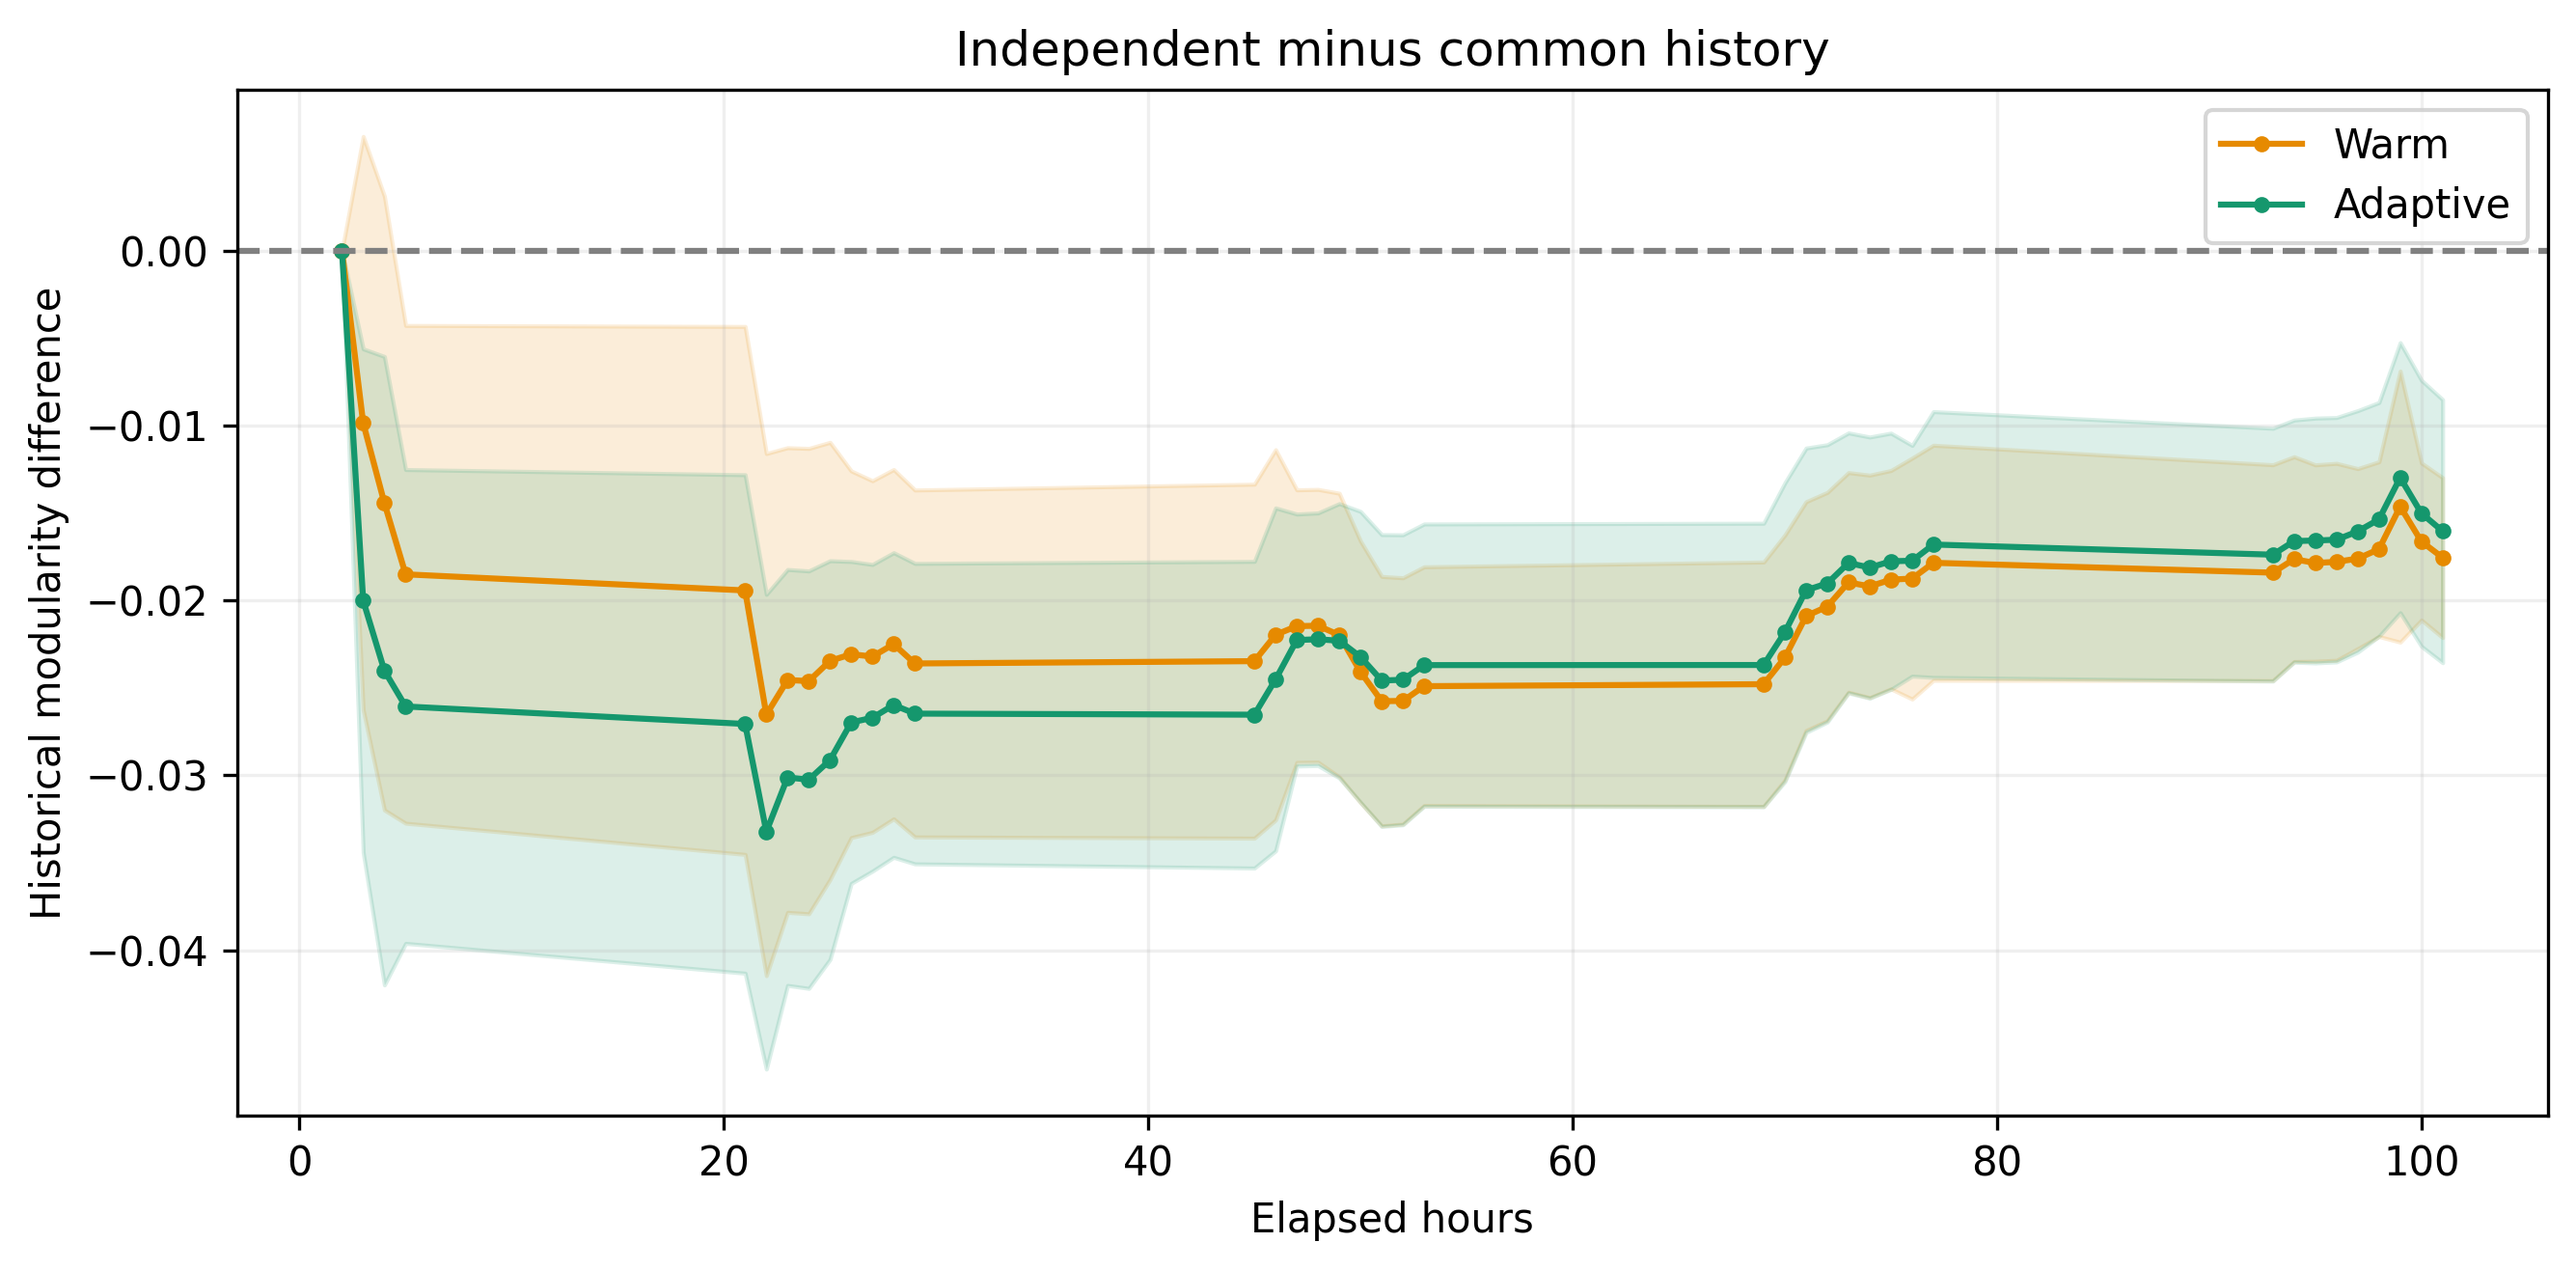 Independent minus common history
Warm
Adaptive
Historical modularity difference
0.00
−0.01
−0.02
−0.03
−0.04
0 20 40 60 80 100
Elapsed hours